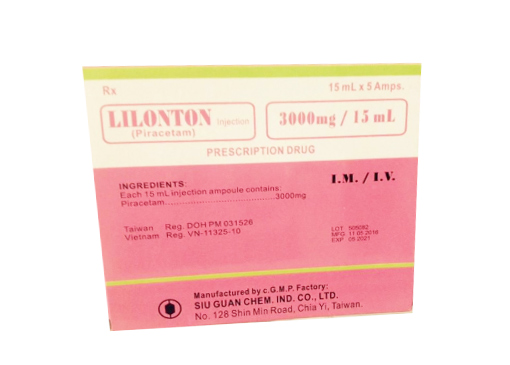 Rx
15 mL x 5 Amps.
LILONTON injection
(Piracetam)
3000mg / 15 mL
PRESCRIPTION DRUG
I.M. / I.V.
INGREDIENTS:
Each 15 mL injection ampoule contains:
Piracetam........................................3000mg
Taiwan Reg. DOH PM 031526
Vietnam Reg. VN-11325-10
LOT 505092
MFG. 11 05 2016
EXP. 05 2021
Manufactured by c.G.M.P. Factory:
SIU GUAN CHEM. IND. CO., LTD.
No. 128 Shin Min Road, Chia Yi, Taiwan.